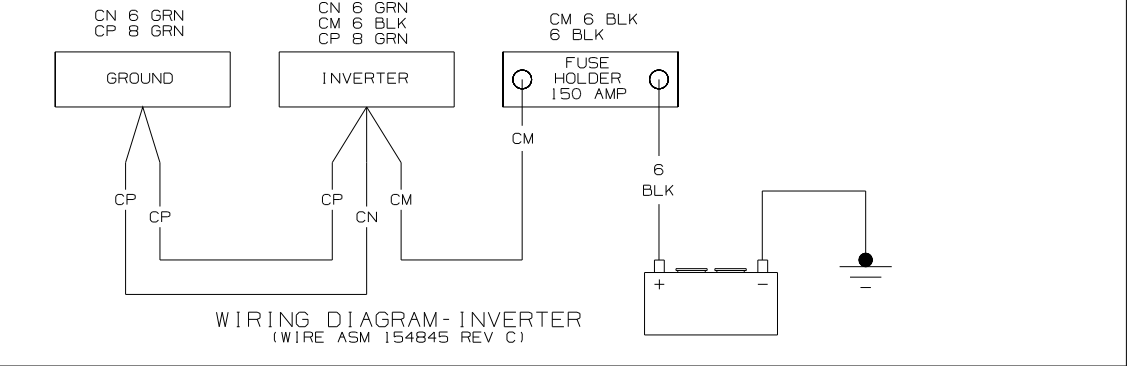 CN 6 GRN
CP 8 GRN
CN 6 GRN
CM 6 BLK
CP 8 GRN
CM 6 BLK
6 BLK
GROUND
INVERTER
FUSE
HOLDER
150 AMP
CM
6
BLK
CP
CP
CP
CN
CM
+
-
WIRING DIAGRAM-INVERTER
(WIRE ASM 154845 REV C)